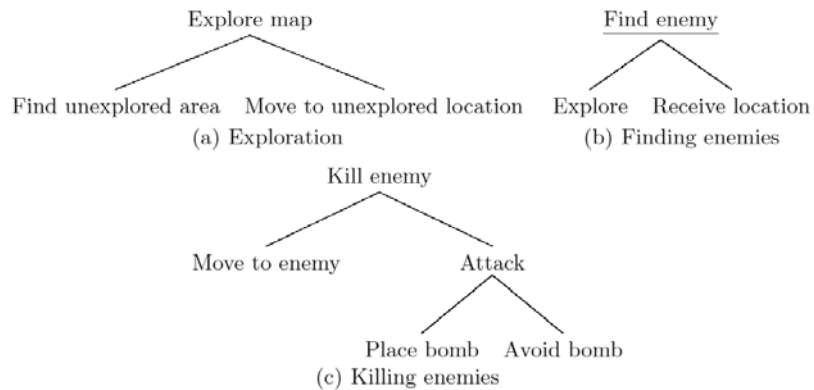 Explore map
Find enemy
Find unexplored area Move to unexplored location
Explore Receive location
(a) Exploration
(b) Finding enemies
Kill enemy
Move to enemy Attack
Place bomb Avoid bomb
(c) Killing enemies